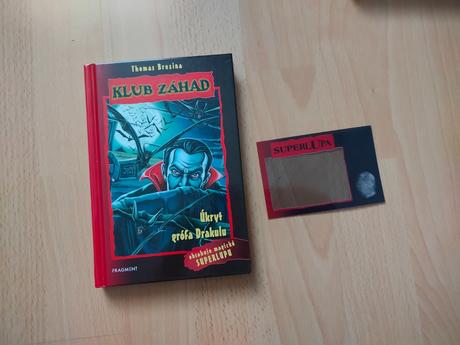 Thomas Brezina
KLUB ZÁHAD
Úkryt
grófa Drakulu
obsahuje magickú
SUPERLUPU
FRAGMENT
SUPERLUPA